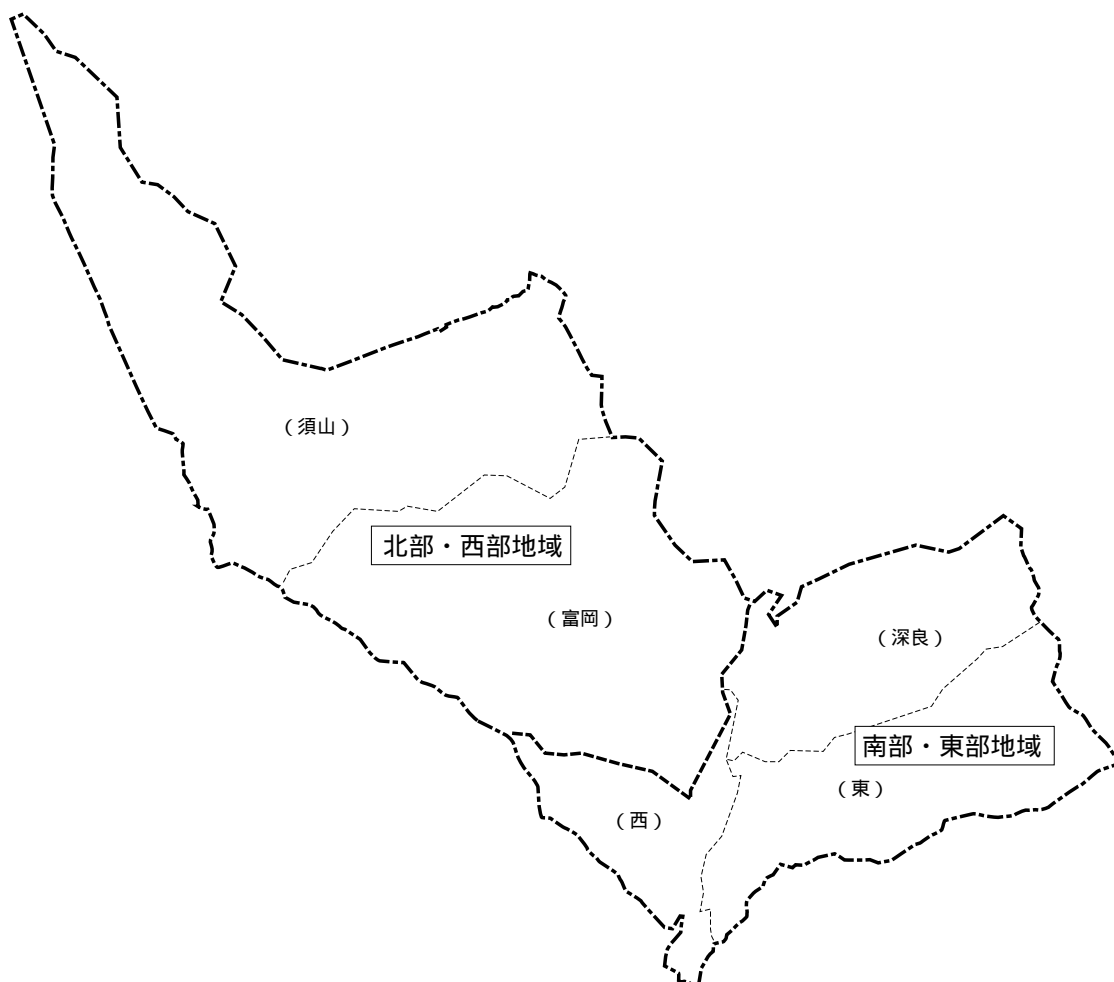 （須山）
北部・西部地域
（富岡）
（深良）
南部・東部地域
（東）
（西）